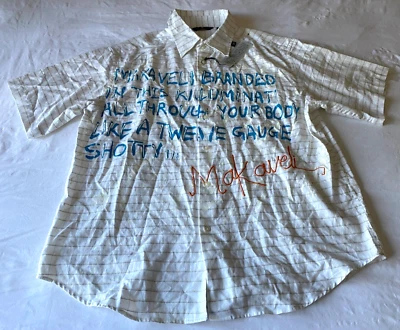 MAKAVELI BRANDED
IN THIS KILLUMINATI
ALL THROUGH YOUR BODY
LIKE A TWELVE GAUGE
SHOTTY...
Makaveli